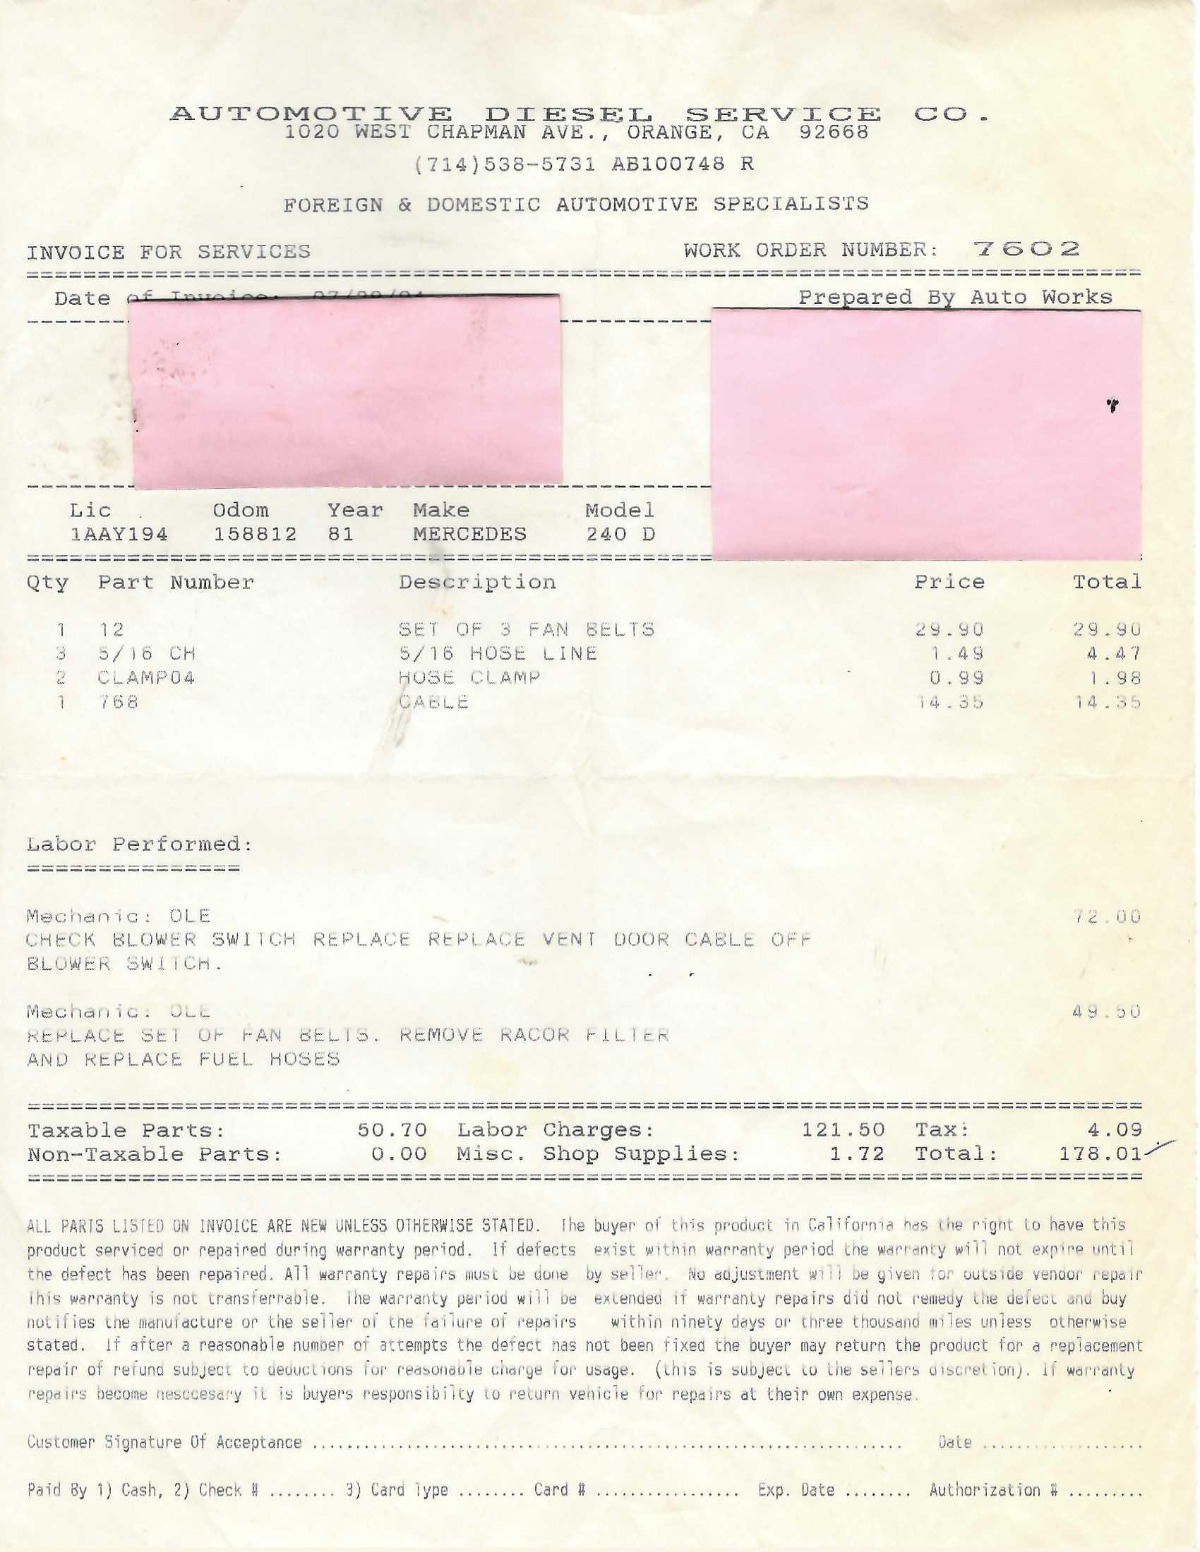 AUTOMOTIVE DIESEL SERVICE CO.
1020 WEST CHAPMAN AVE., ORANGE, CA 92668
(714)538-5731 AB100748 R
FOREIGN & DOMESTIC AUTOMOTIVE SPECIALISTS
INVOICE FOR SERVICES WORK ORDER NUMBER: 7602
Date of Invoice: Prepared By Auto Works
Lic Odom Year Make Model
1AAY194 158812 81 MERCEDES 240 D
Qty Part Number Description Price Total
1 12 SET OF 3 FAN BELTS 29.90 29.90
3 5/16 CH 5/16 HOSE LINE 1.49 4.47
2 CLAMP04 HOSE CLAMP 0.99 1.98
1 768 CABLE 14.35 14.35
Labor Performed:
Mechanic: OLE 72.00
CHECK BLOWER SWITCH REPLACE REPLACE VENT DOOR CABLE OFF
BLOWER SWITCH.
Mechanic: OLE 49.50
REPLACE SET OF FAN BELTS. REMOVE RACOR FILTER
AND REPLACE FUEL HOSES
Taxable Parts: 50.70 Labor Charges: 121.50 Tax: 4.09
Non-Taxable Parts: 0.00 Misc. Shop Supplies: 1.72 Total: 178.01
ALL PARTS LISTED ON INVOICE ARE NEW UNLESS OTHERWISE STATED. The buyer of this product in California has the right to have this
product serviced or repaired during warranty period. If defects exist within warranty period the warranty will not expire until
the defect has been repaired. All warranty repairs must be done by seller. No adjustment will be given for outside vendor repair
This warranty is not transferrable. The warranty period will be extended if warranty repairs did not remedy the defect and buy
notifies the manufacture or the seller of the failure of repairs within ninety days or three thousand miles unless otherwise
stated. If after a reasonable number of attempts the defect has not been fixed the buyer may return the product for a replacement
repair of refund subject to deductions for reasonable charge for usage. (this is subject to the sellers discretion). If warranty
repairs become nesccesary it is buyers responsibilty to return vehicle for repairs at their own expense.
Customer Signature Of Acceptance .................................................................. Date ....................
Paid By 1) Cash, 2) Check # ........ 3) Card Type ........ Card # .................. Exp. Date ........ Authorization # .........